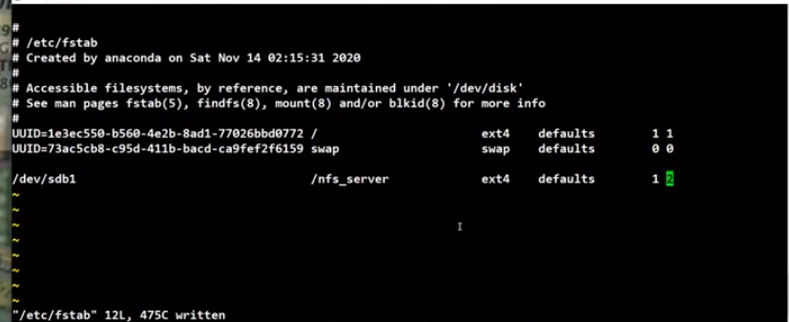 #
# /etc/fstab
# Created by anaconda on Sat Nov 14 02:15:31 2020
#
# Accessible filesystems, by reference, are maintained under '/dev/disk'
# See man pages fstab(5), findfs(8), mount(8) and/or blkid(8) for more info
#
UUID=1e3ec550-b560-4e2b-8ad1-77026bbd0772 / ext4 defaults 1 1
UUID=73ac5cb8-c95d-411b-bacd-ca9fef2f6159 swap swap defaults 0 0
/dev/sdb1 /nfs_server ext4 defaults 1 2
~
~
~
~
~
~
~
~
"/etc/fstab" 12L, 475C written